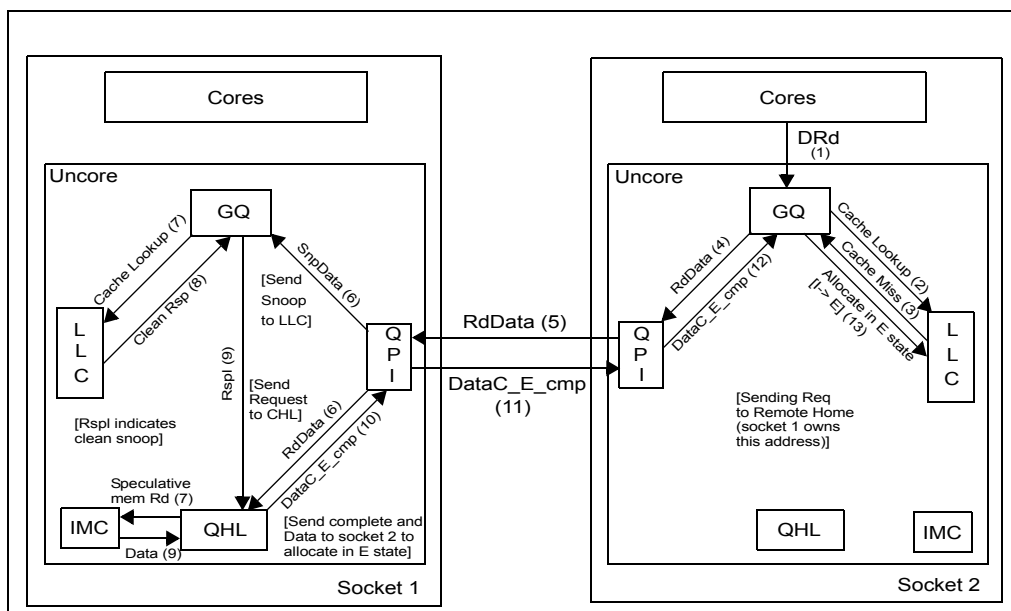 Cores
Uncore
GQ
Cache Lookup (7)
Clean Rsp (8)
SnpData (6)
[Send
Snoop
to LLC]
L
L
C
Q
P
I
RspI (9)
[Send
Request
to CHL]
RdData (6)
DataC_E_cmp (10)
[RspI indicates
clean snoop]
Speculative
mem Rd (7)
IMC
QHL
Data (9)
[Send complete and
Data to socket 2 to
allocate in E state]
Socket 1
RdData (5)
DataC_E_cmp
(11)
Cores
DRd
(1)
Uncore
GQ
RdData (4)
DataC_E_cmp (12)
Cache Lookup (2)
Cache Miss (3)
Allocate in E state
[I-> E] (13)
Q
P
I
L
L
C
[Sending Req
to Remote Home
(socket 1 owns
this address)]
QHL
IMC
Socket 2